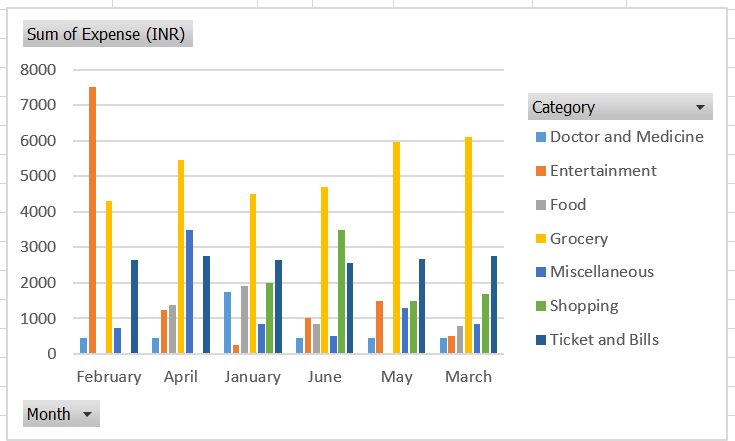 Sum of Expense (INR)
8000
7000
6000
5000
4000
3000
2000
1000
0
February April January June May March
Month
Category
Doctor and Medicine
Entertainment
Food
Grocery
Miscellaneous
Shopping
Ticket and Bills